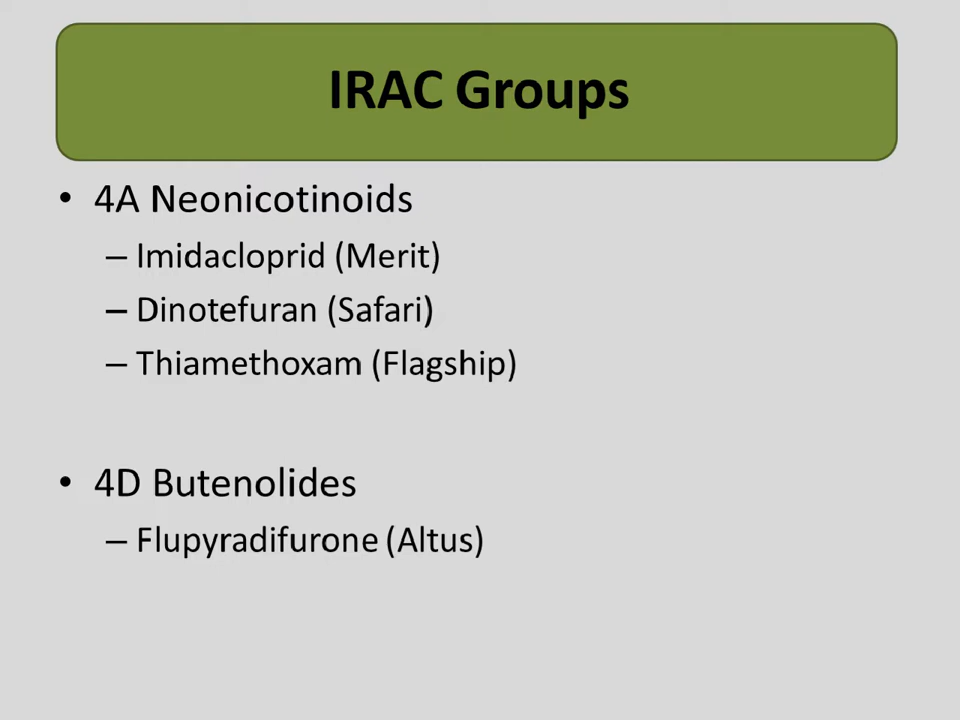 IRAC Groups
• 4A Neonicotinoids
– Imidacloprid (Merit)
– Dinotefuran (Safari)
– Thiamethoxam (Flagship)
• 4D Butenolides
– Flupyradifurone (Altus)